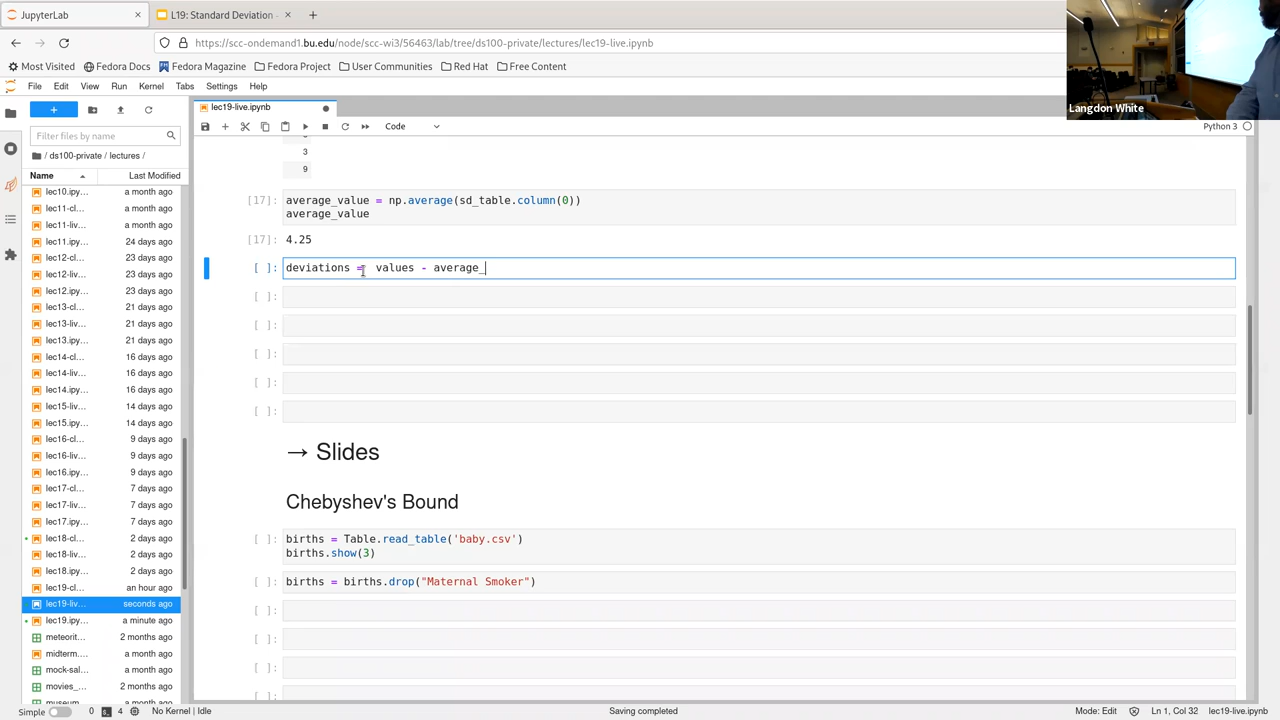 JupyterLab
L19: Standard Deviation -
https://scc-ondemand1.bu.edu/node/scc-wi3/56463/lab/tree/ds100-private/lectures/lec19-live.ipynb
Most Visited
Fedora Docs
Fedora Magazine
Fedora Project
User Communities
Red Hat
Free Content
Langdon White
File Edit View Run Kernel Tabs Settings Help
lec19-live.ipynb
Code
Python 3
Filter files by name
/ ds100-private / lectures /
Name Last Modified
lec10.ipy... a month ago
lec11-cl... a month ago
lec11-liv... a month ago
lec11.ipy... 24 days ago
lec12-cl... 23 days ago
lec12-liv... 23 days ago
lec12.ipy... 23 days ago
lec13-cl... 21 days ago
lec13-liv... 21 days ago
lec13.ipy... 21 days ago
lec14-cl... 16 days ago
lec14-liv... 16 days ago
lec14.ipy... 16 days ago
lec15-liv... 14 days ago
lec15.ipy... 14 days ago
lec16-cl... 9 days ago
lec16-liv... 9 days ago
lec16.ipy... 9 days ago
lec17-cl... 7 days ago
lec17-liv... 7 days ago
lec17.ipy... 7 days ago
lec18-cl... 2 days ago
lec18-liv... 2 days ago
lec18.ipy... 2 days ago
lec19-cl... an hour ago
lec19-liv... seconds ago
lec19.ipy... a minute ago
meteorit... 2 months ago
midterm.... a month ago
mock-sal... a month ago
movies_... 2 months ago
museum... a month ago
3
9
[17]: average_value = np.average(sd_table.column(0))
average_value
[17]: 4.25
[ ]: deviations = values - average_
[ ]:
[ ]:
[ ]:
[ ]:
[ ]:
→ Slides
Chebyshev's Bound
[ ]: births = Table.read_table('baby.csv')
births.show(3)
[ ]: births = births.drop("Maternal Smoker")
[ ]:
[ ]:
[ ]:
[ ]:
Simple 0 4 No Kernel | Idle Saving completed Mode: Edit Ln 1, Col 32 lec19-live.ipynb